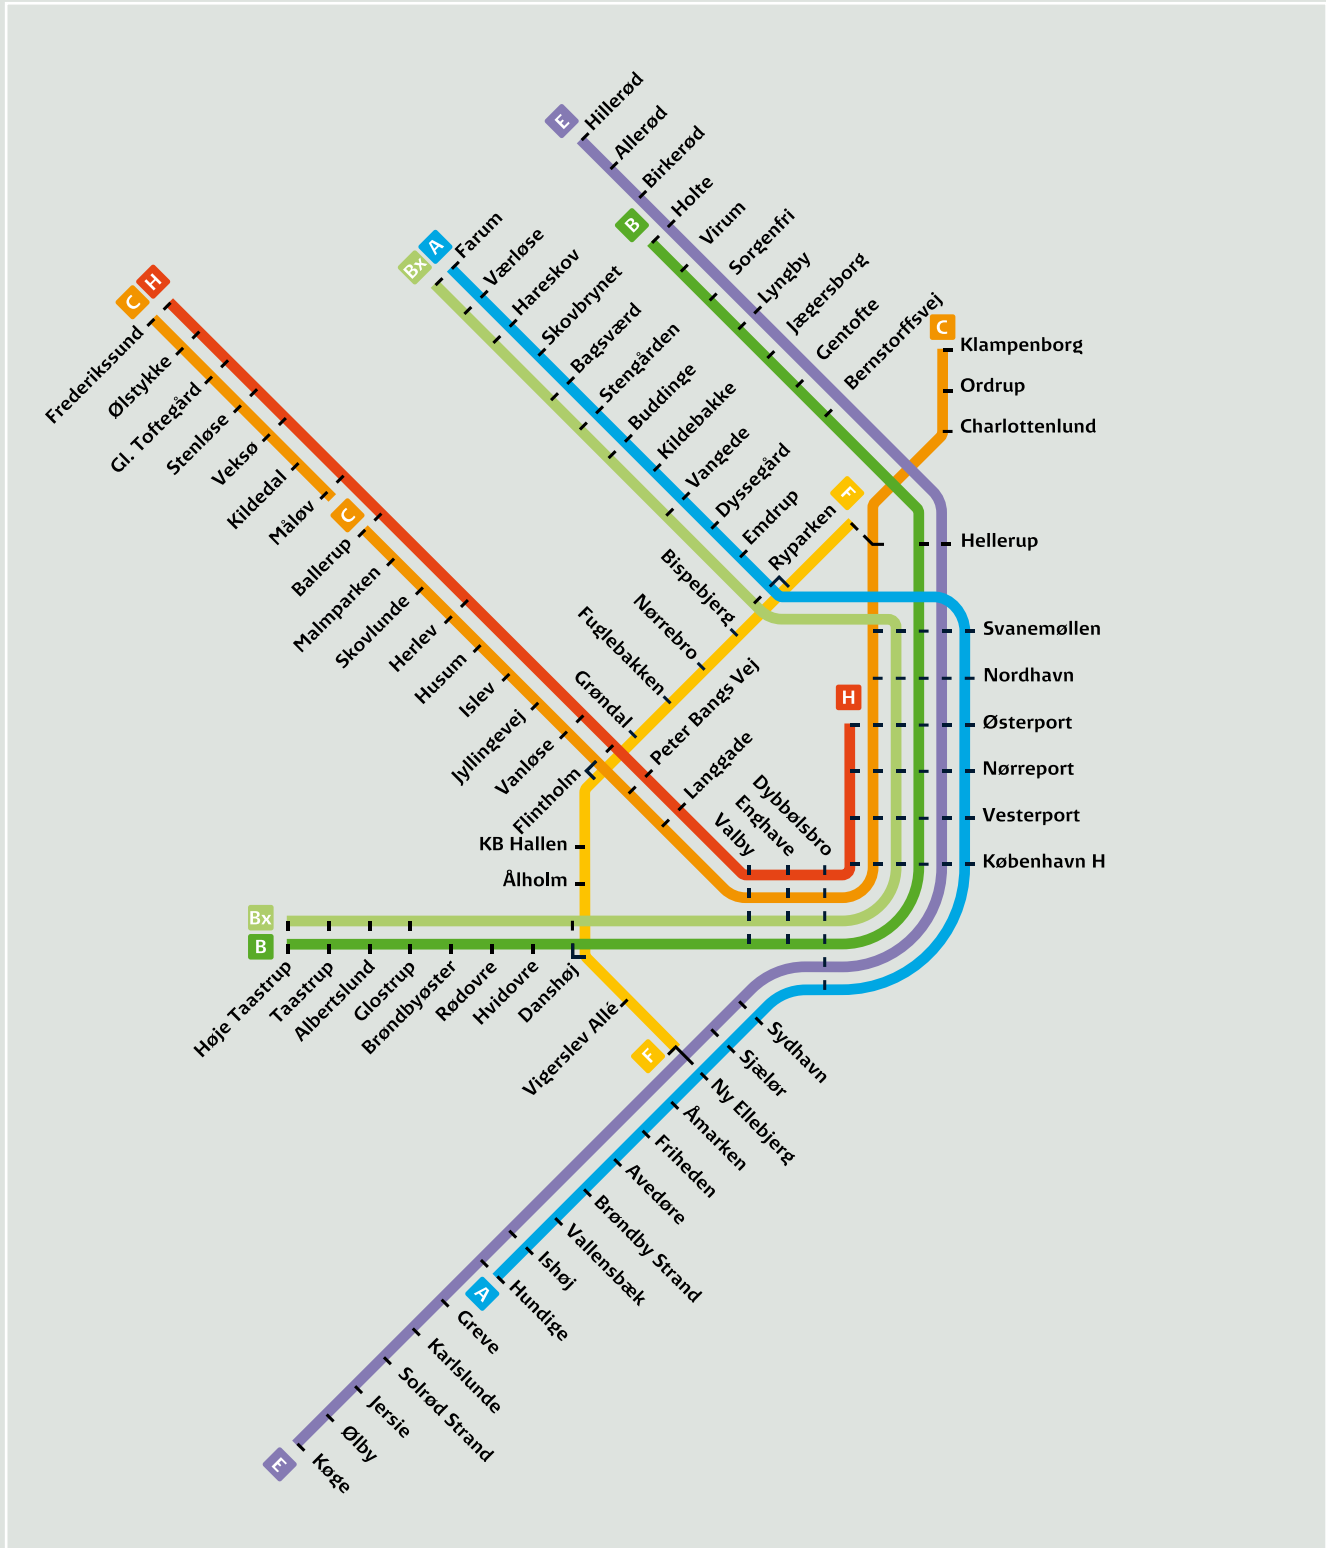 E
Hillerød
Allerød
Birkerød
Holte
B
Virum
Sorgenfri
Lyngby
Jægersborg
Gentofte
Bernstorffsvej
C
Klampenborg
Ordrup
Charlottenlund
Bx
A
Farum
Værløse
Hareskov
Skovbrynet
Bagsværd
Stengården
Buddinge
Kildebakke
Vangede
Dyssegård
Emdrup
Ryparken
F
Hellerup
C
H
Frederikssund
Ølstykke
Gl. Toftegård
Stenløse
Veksø
Kildedal
Måløv
C
Ballerup
Malmparken
Skovlunde
Herlev
Husum
Islev
Jyllingevej
Vanløse
Flintholm
Bispebjerg
Nørrebro
Fuglebakken
Grøndal
Peter Bangs Vej
Langgade
Valby
Enghave
Dybbølsbro
H
Svanemøllen
Nordhavn
Østerport
Nørreport
Vesterport
København H
KB Hallen
Ålholm
Bx
B
Høje Taastrup
Taastrup
Albertslund
Glostrup
Brøndbyøster
Rødovre
Hvidovre
Danshøj
Vigerslev Allé
F
Sydhavn
Sjælør
Ny Ellebjerg
Åmarken
Friheden
Avedøre
Brøndby Strand
Vallensbæk
Ishøj
Hundige
A
Greve
Karlslunde
Solrød Strand
Jersie
Ølby
Køge
E